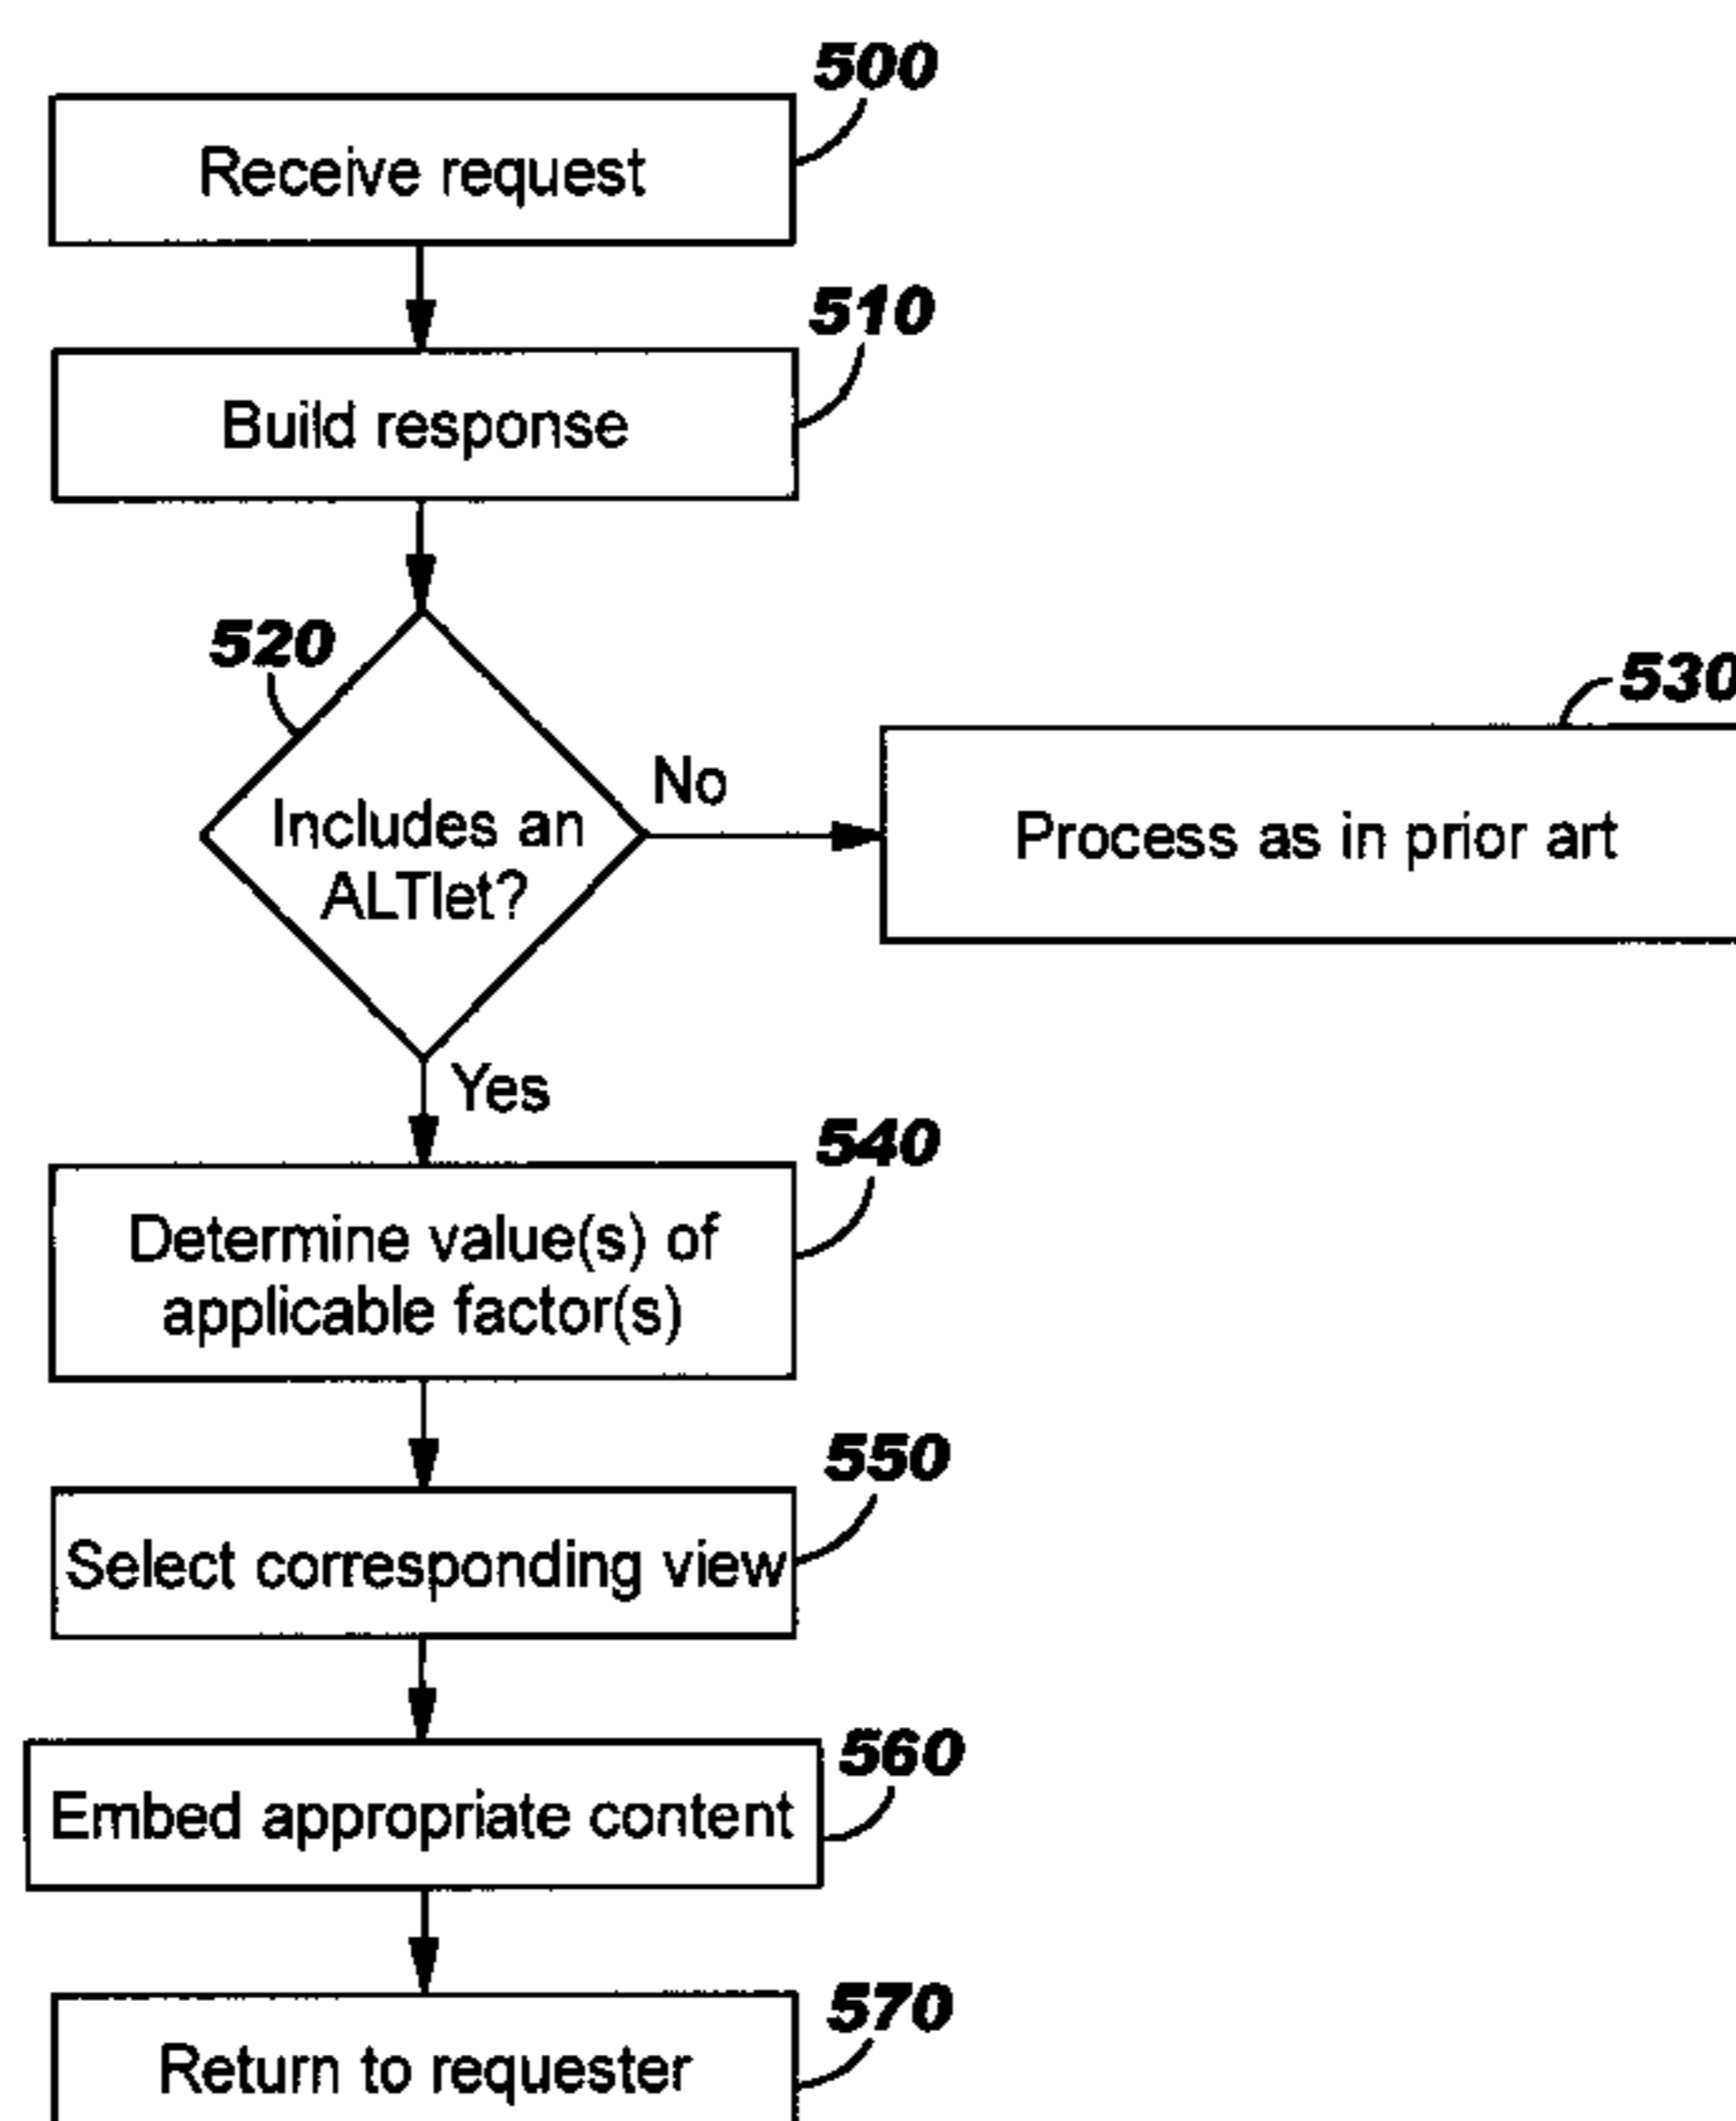 500
Receive request
510
Build response
520
Includes an
ALTlet?
No
530
Process as in prior art
Yes
540
Determine value(s) of
applicable factor(s)
550
Select corresponding view
560
Embed appropriate content
570
Return to requester